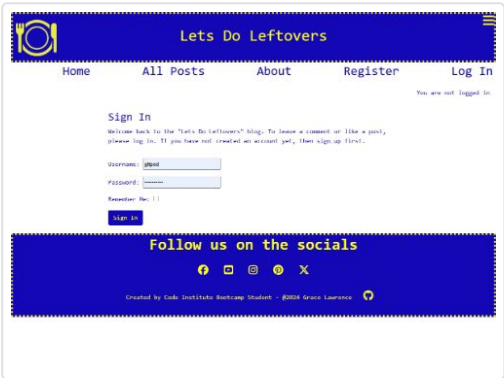 Lets Do Leftovers
Home All Posts About Register Log In
You are not logged in
Sign In
Welcome back to the "Lets Do Leftovers" blog. To leave a comment or like a post,
please log in. If you have not created an account yet, then sign up first.
Username:
Password:
Remember Me:
Sign In
Follow us on the socials
Created by Code Institute Bootcamp Student - @2024 Grace Lawrence